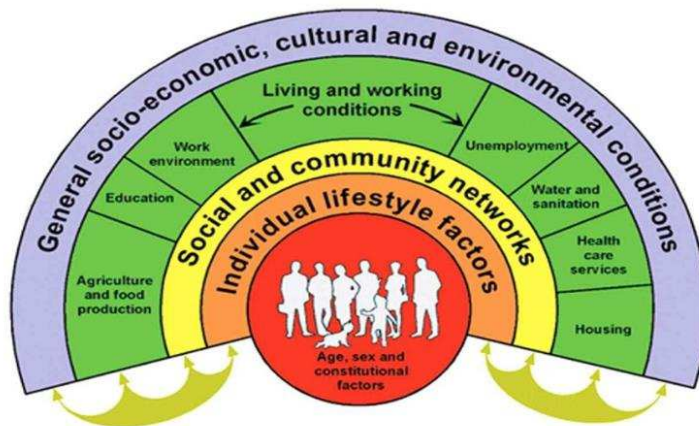 General socio-economic, cultural and environmental conditions
Living and working
conditions
Work
environment
Education
Agriculture
and food
production
Unemployment
Water and
sanitation
Health
care
services
Housing
Social and community networks
Individual lifestyle factors
Age, sex and
constitutional
factors